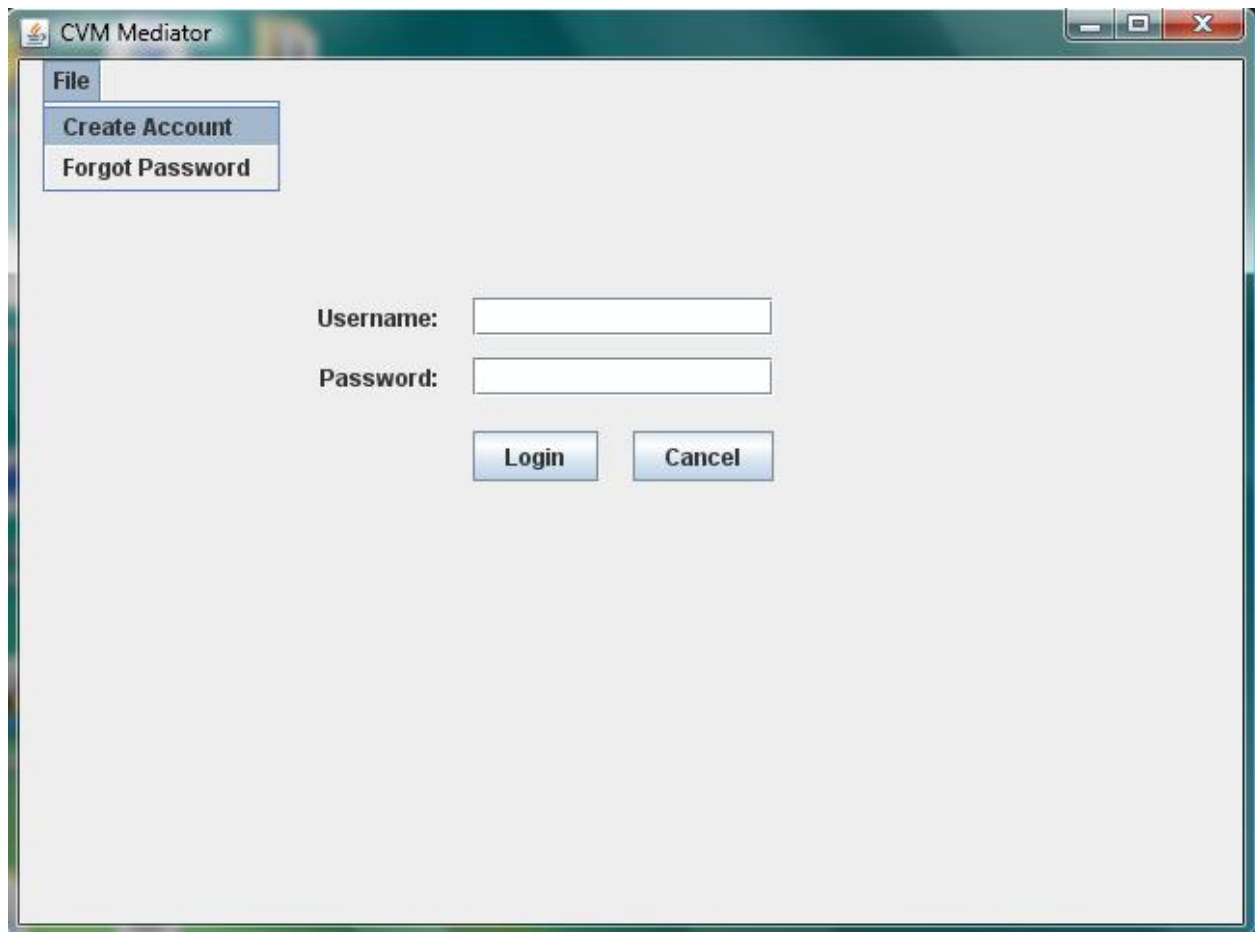 CVM Mediator
File
Create Account
Forgot Password
Username:
Password:
Login Cancel